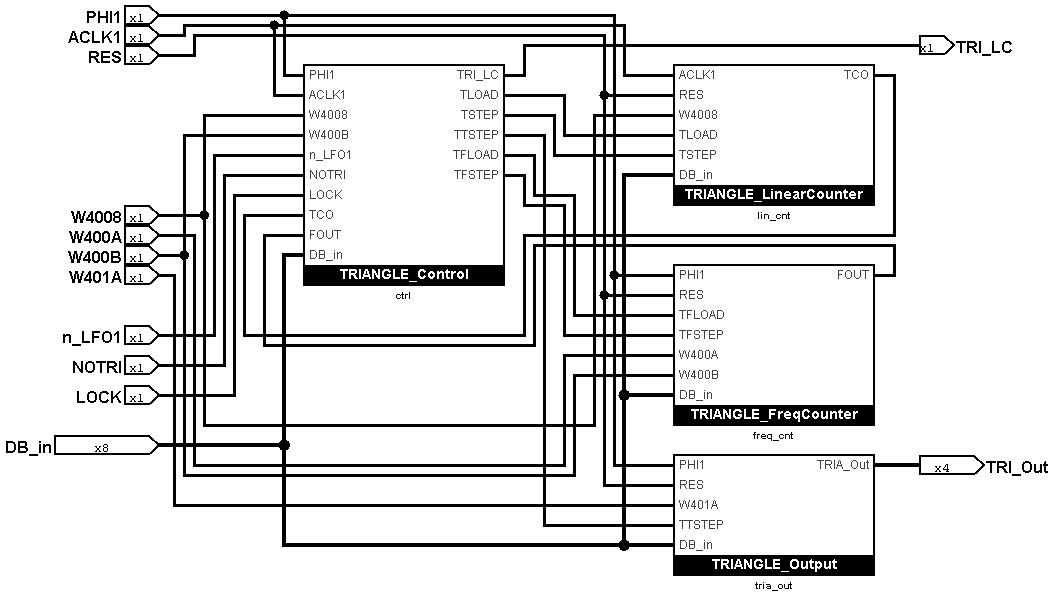 PHI1 x1
ACLK1 x1
RES x1
W4008 x1
W400A x1
W400B x1
W401A x1
n_LFO1 x1
NOTRI x1
LOCK x1
DB_in x8
PHI1 TRI_LC
ACLK1 TLOAD
W4008 TSTEP
W400B TTSTEP
n_LFO1 TFLOAD
NOTRI TFSTEP
LOCK
TCO
FOUT
DB_in
TRIANGLE_Control
ctrl
x1 TRI_LC
ACLK1 TCO
RES
W4008
TLOAD
TSTEP
DB_in
TRIANGLE_LinearCounter
lin_cnt
PHI1 FOUT
RES
TFLOAD
TFSTEP
W400A
W400B
DB_in
TRIANGLE_FreqCounter
freq_cnt
PHI1 TRIA_Out
RES
W401A
TTSTEP
DB_in
TRIANGLE_Output
tria_out
x4 TRI_Out